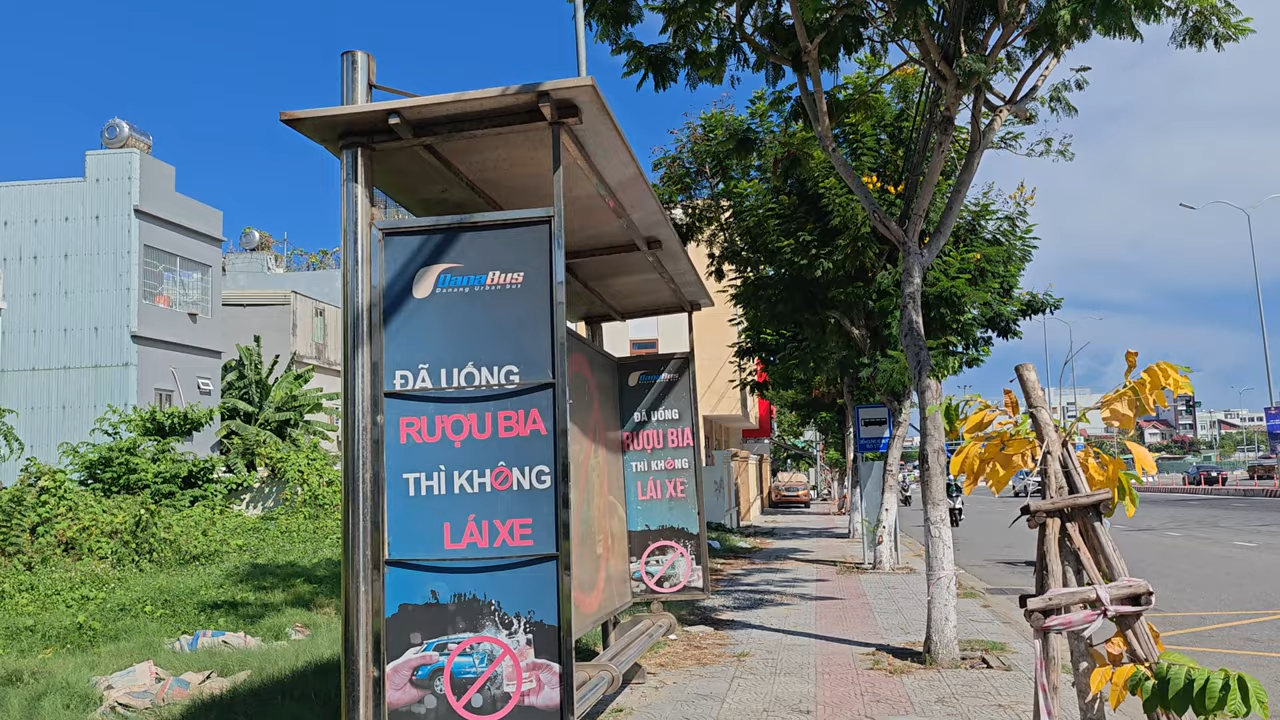 DanaBus
Danang Urban bus
ĐÃ UỐNG
RƯỢU BIA
THÌ KHÔNG
LÁI XE
DanaBus
ĐÃ UỐNG
RƯỢU BIA
THÌ KHÔNG
LÁI XE